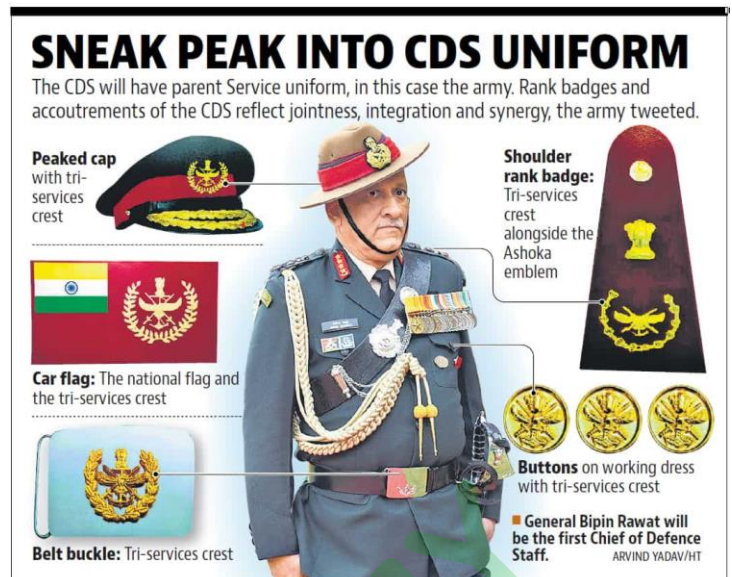 SNEAK PEAK INTO CDS UNIFORM
The CDS will have parent Service uniform, in this case the army. Rank badges and
accoutrements of the CDS reflect jointness, integration and synergy, the army tweeted.
Peaked cap
with tri-
services
crest
Car flag: The national flag and
the tri-services crest
Belt buckle: Tri-services crest
Shoulder
rank badge:
Tri-services
crest
alongside the
Ashoka
emblem
Buttons on working dress
with tri-services crest
■ General Bipin Rawat will
be the first Chief of Defence
Staff.
ARVIND YADAV/HT